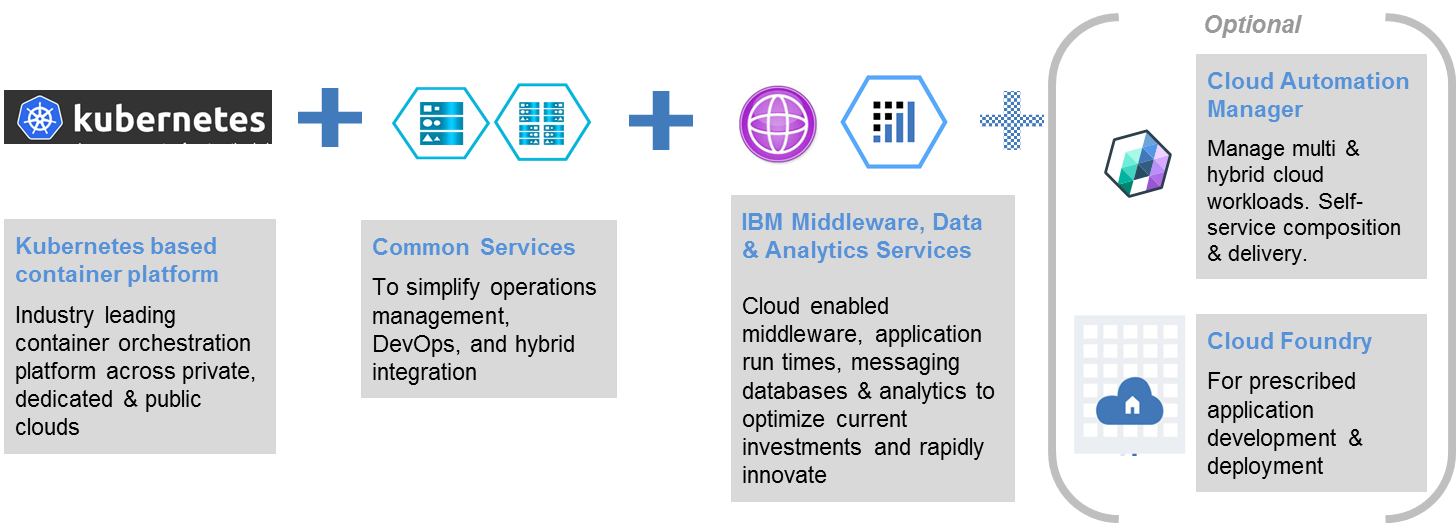 kubernetes
Kubernetes based
container platform
Industry leading
container orchestration
platform across private,
dedicated & public
clouds
Common Services
To simplify operations
management,
DevOps, and hybrid
integration
IBM Middleware, Data
& Analytics Services
Cloud enabled
middleware, application
run times, messaging
databases & analytics to
optimize current
investments and rapidly
innovate
Optional
Cloud Automation
Manager
Manage multi &
hybrid cloud
workloads. Self-
service composition
& delivery.
Cloud Foundry
For prescribed
application
development &
deployment